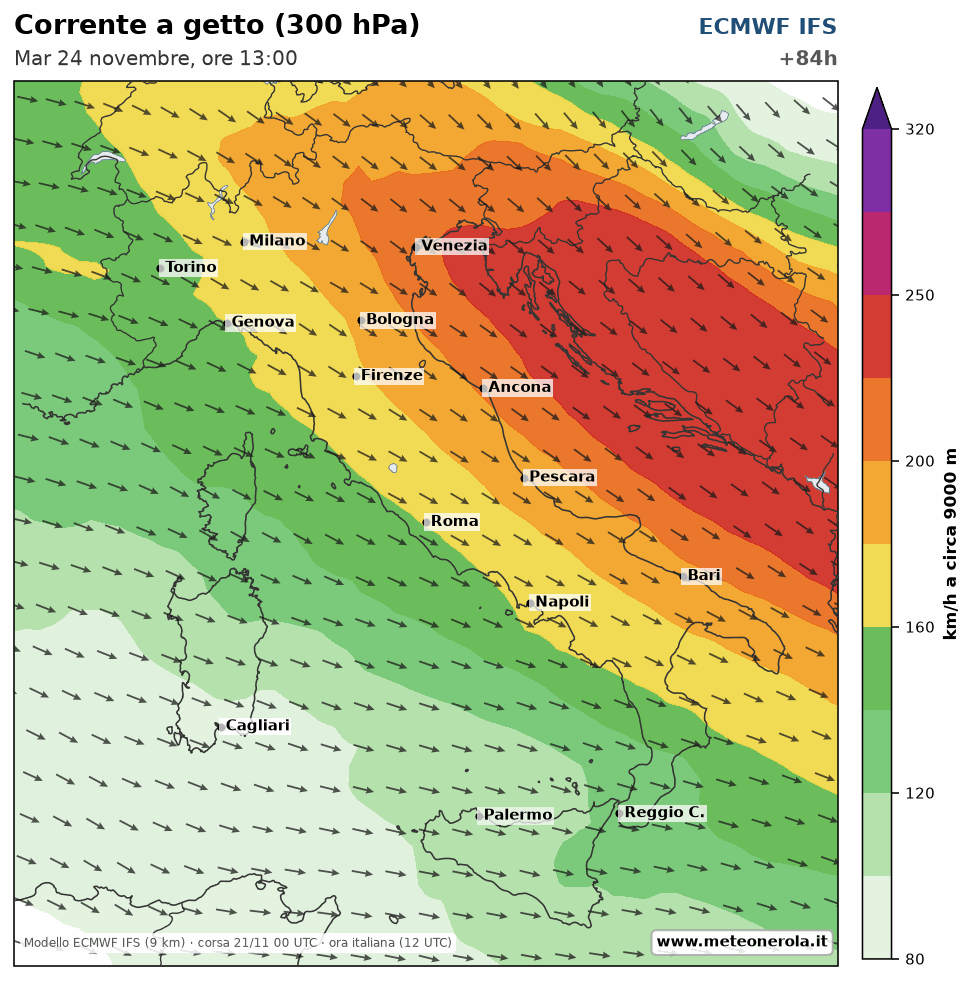 Corrente a getto (300 hPa)
ECMWF IFS
Mar 24 novembre, ore 13:00
+84h
320
Milano
Venezia
Torino
250
Genova
Bologna
Firenze
Ancona
200
Pescara
Roma
km/h a circa 9000 m
Bari
Napoli
160
Cagliari
120
Palermo
Reggio C.
Modello ECMWF IFS (9 km) · corsa 21/11 00 UTC · ora italiana (12 UTC)
www.meteonerola.it
80